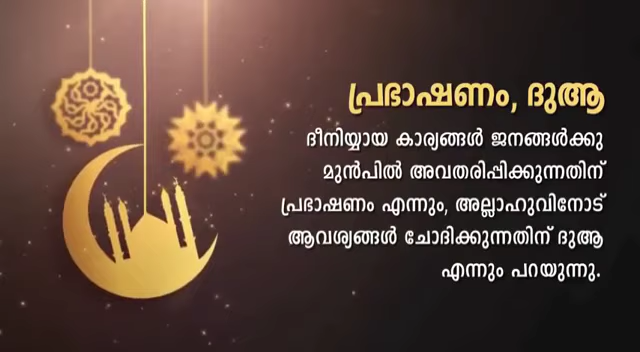 പ്രഭാഷണം, ദുആ
ദീനിയ്യായ കാര്യങ്ങൾ ജനങ്ങൾക്കു
മുൻപിൽ അവതരിപ്പിക്കുന്നതിന്
പ്രഭാഷണം എന്നും, അല്ലാഹുവിനോട്
ആവശ്യങ്ങൾ ചോദിക്കുന്നതിന് ദുആ
എന്നും പറയുന്നു.